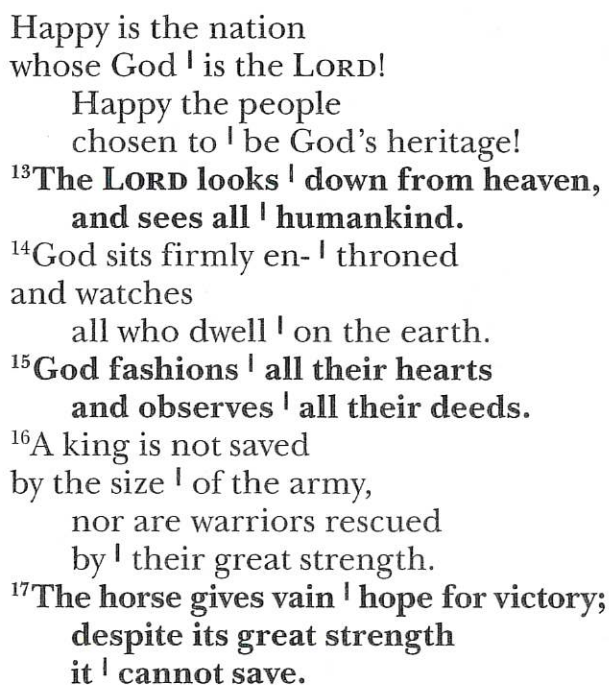 Happy is the nation
whose God | is the LORD!
Happy the people
chosen to | be God's heritage!
13The LORD looks | down from heaven,
and sees all | humankind.
14God sits firmly en- | throned
and watches
all who dwell | on the earth.
15God fashions | all their hearts
and observes | all their deeds.
16A king is not saved
by the size | of the army,
nor are warriors rescued
by | their great strength.
17The horse gives vain | hope for victory;
despite its great strength
it | cannot save.